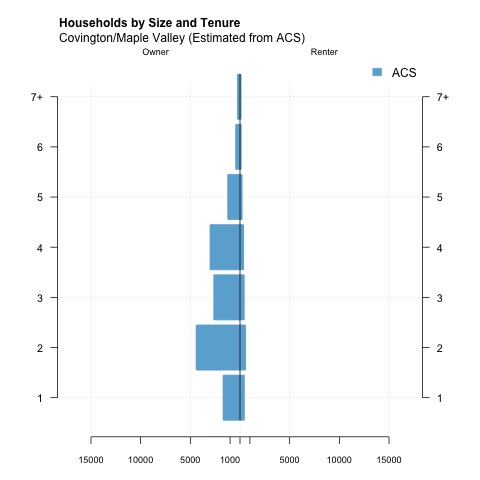 Households by Size and Tenure
Covington/Maple Valley (Estimated from ACS)
Owner Renter
ACS
7+ 7+
6 6
5 5
4 4
3 3
2 2
1 1
15000 10000 5000 1000 5000 10000 15000